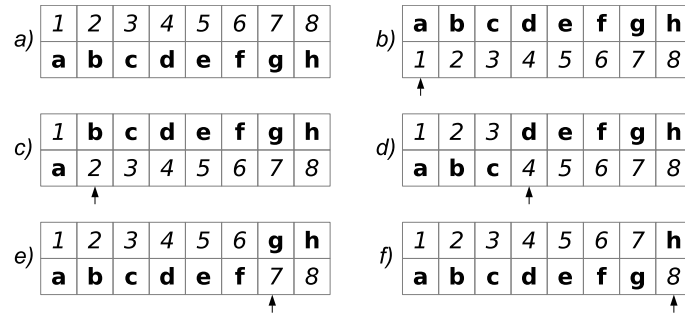 a) 1 2 3 4 5 6 7 8
a b c d e f g h
b) a b c d e f g h
1 2 3 4 5 6 7 8
c) 1 b c d e f g h
a 2 3 4 5 6 7 8
d) 1 2 3 d e f g h
a b c 4 5 6 7 8
e) 1 2 3 4 5 6 g h
a b c d e f 7 8
f) 1 2 3 4 5 6 7 h
a b c d e f g 8